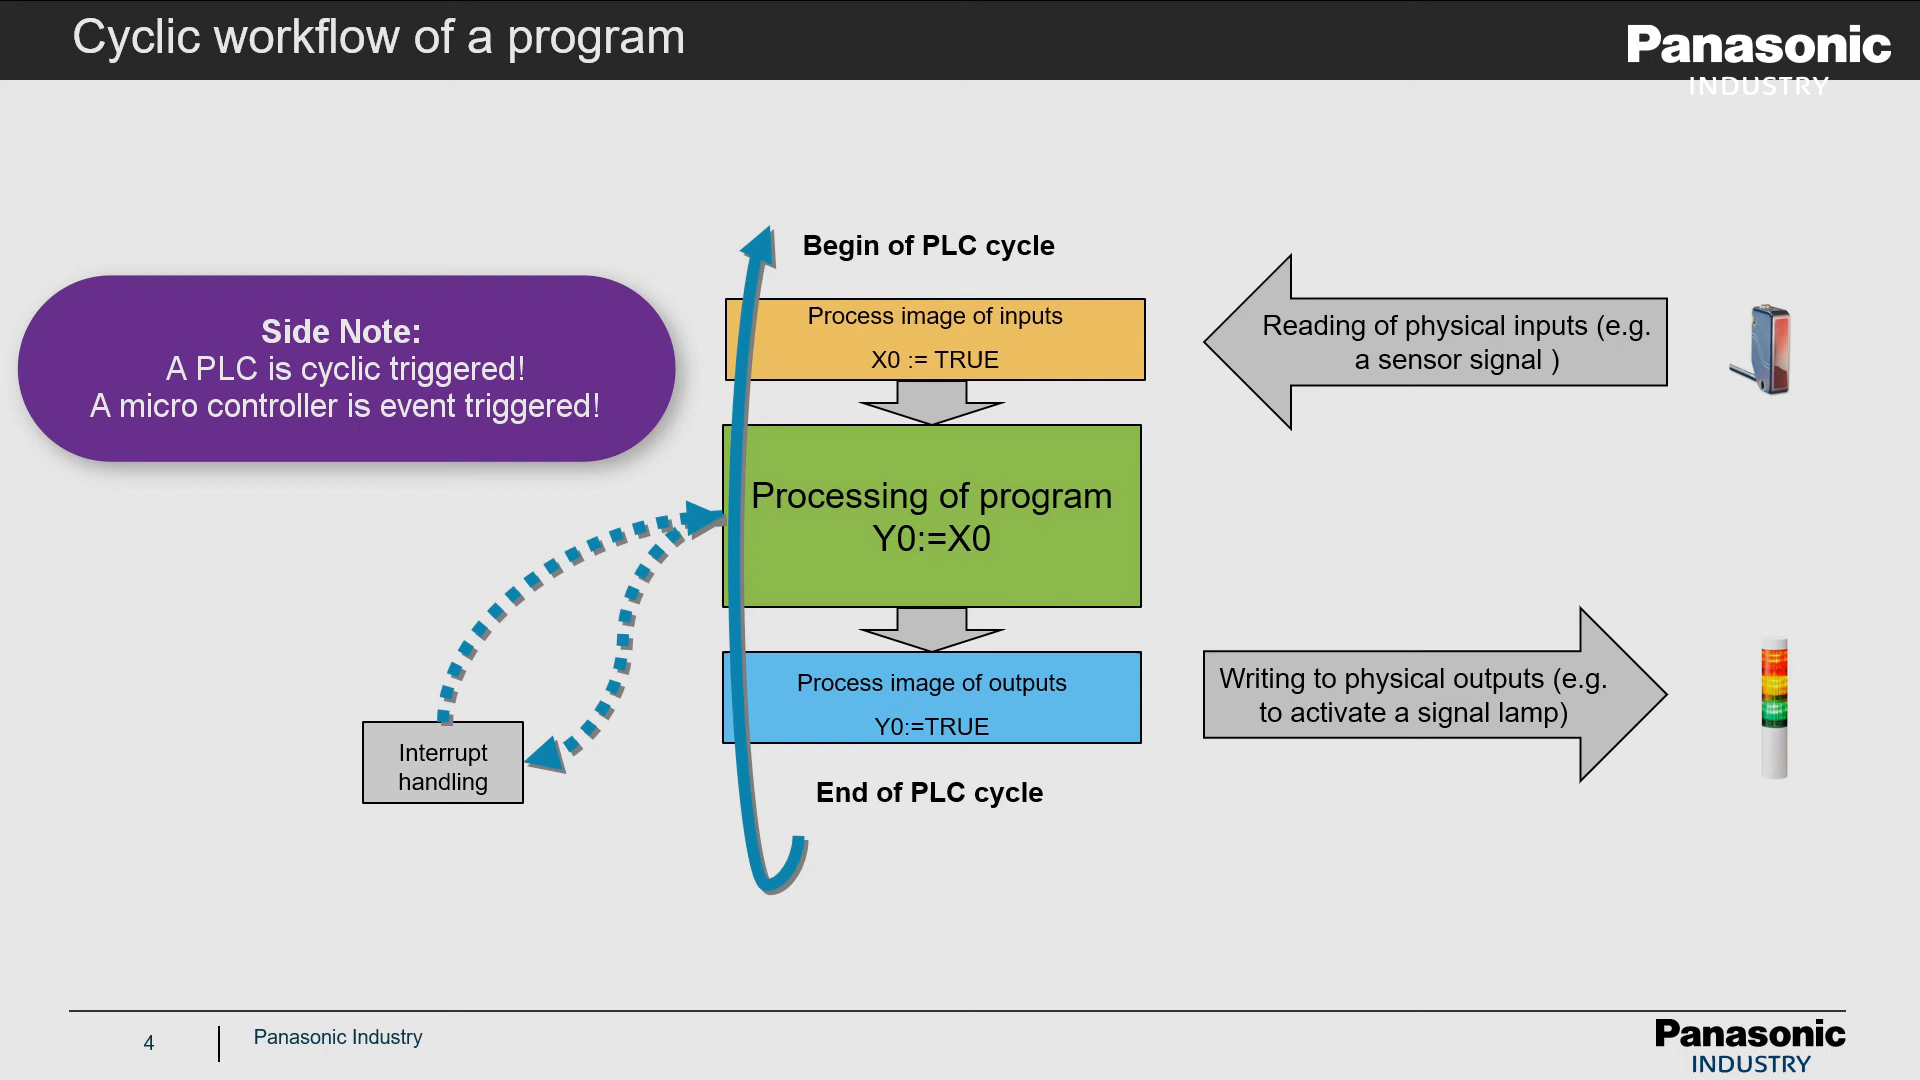 Cyclic workflow of a program
Panasonic
INDUSTRY
Begin of PLC cycle
Side Note:
A PLC is cyclic triggered!
A micro controller is event triggered!
Process image of inputs
X0 := TRUE
Reading of physical inputs (e.g.
a sensor signal )
Processing of program
Y0:=X0
Process image of outputs
Y0:=TRUE
Writing to physical outputs (e.g.
to activate a signal lamp)
Interrupt
handling
End of PLC cycle
4
Panasonic Industry
Panasonic
INDUSTRY